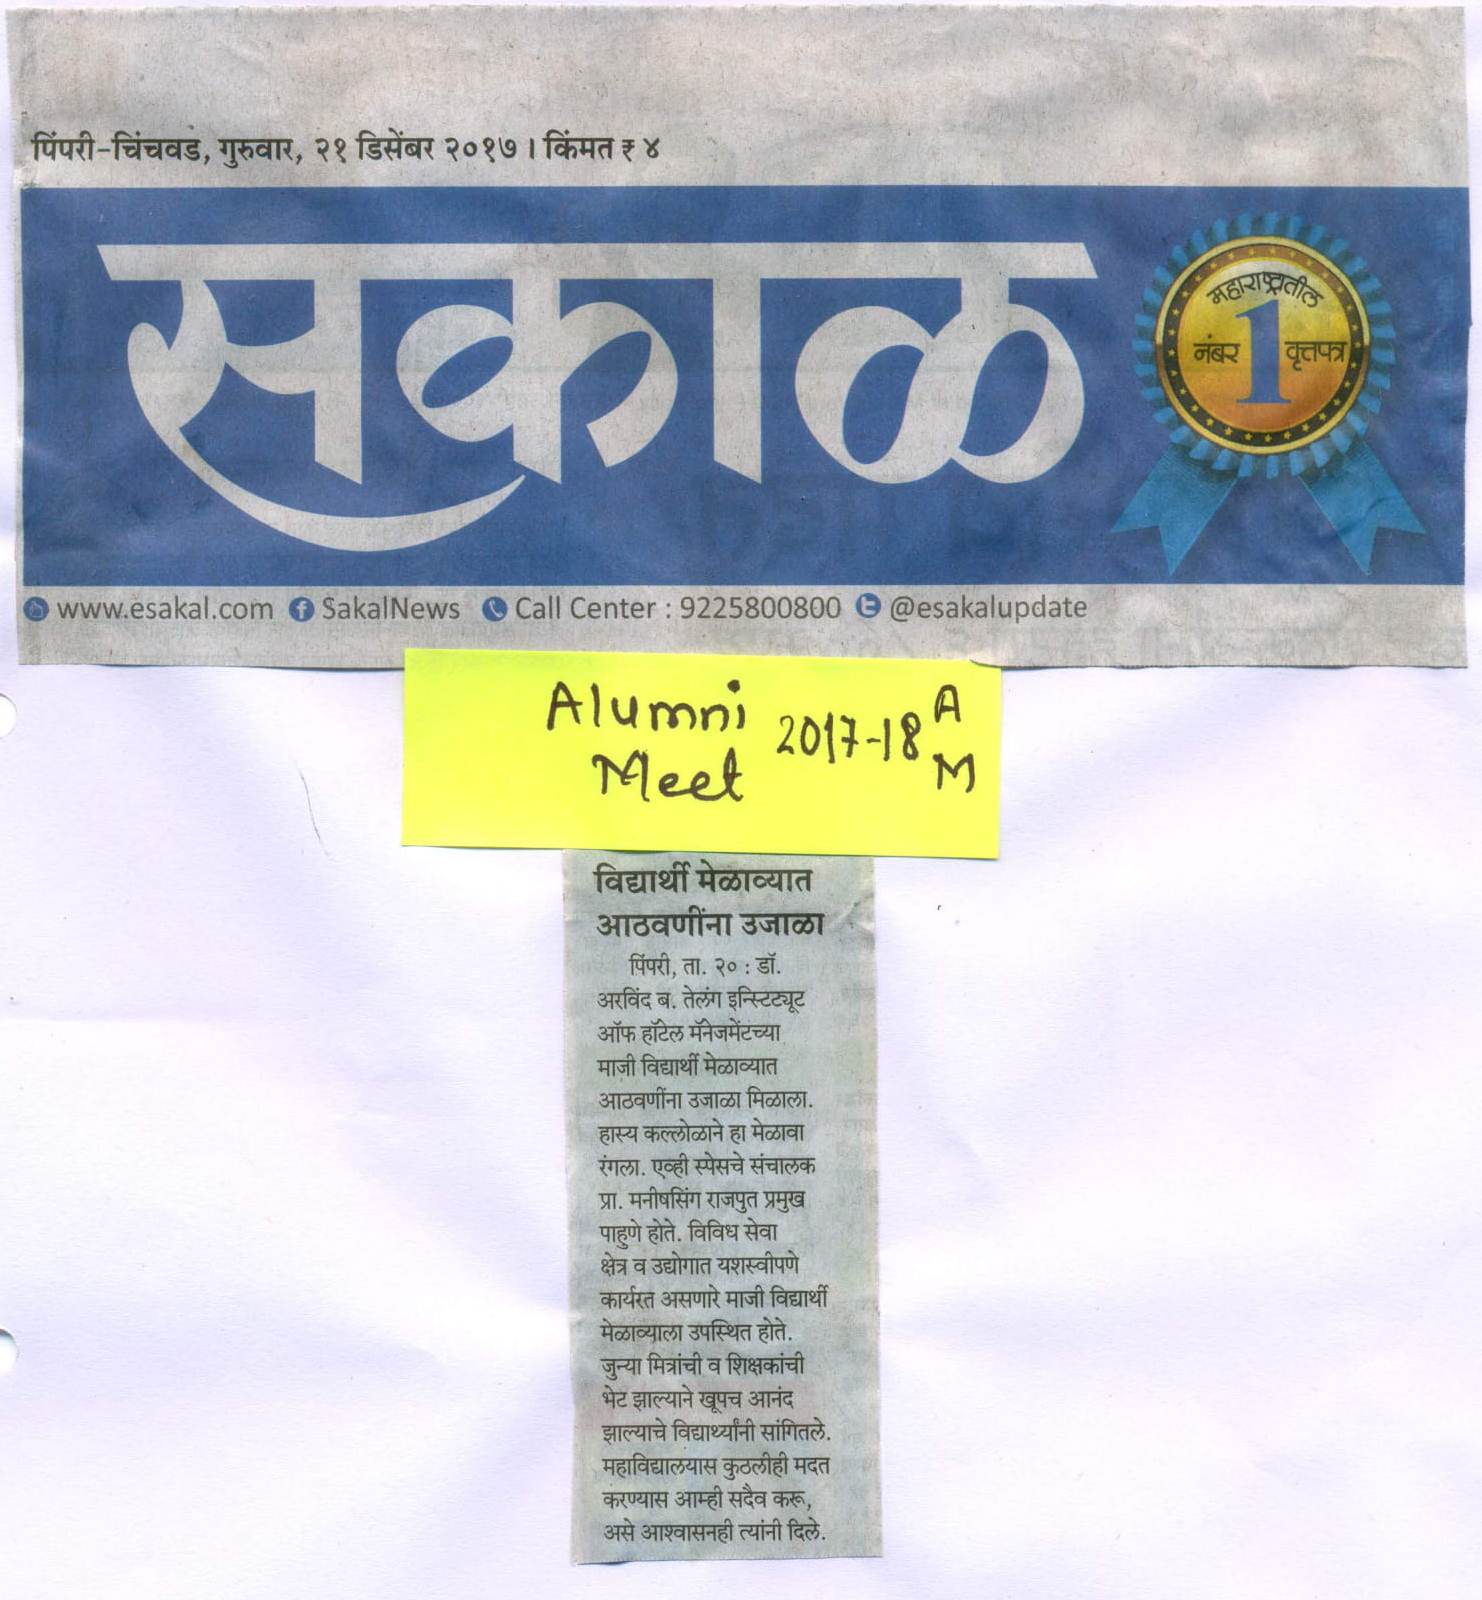 पिंपरी-चिंचवड, गुरुवार, २१ डिसेंबर २०१७ । किंमत ₹ ४
सकाळ
महाराष्ट्रातील
नंबर 1 वृत्तपत्र
www.esakal.com SakalNews Call Center : 9225800800 @esakalupdate
Alumni Meet 2017-18 A M
विद्यार्थी मेळाव्यात
आठवणींना उजाळा
पिंपरी, ता. २० : डॉ.
अरविंद ब. तेलंग इन्स्टिट्यूट
ऑफ हॉटेल मॅनेजमेंटच्या
माजी विद्यार्थी मेळाव्यात
आठवणींना उजाळा मिळाला.
हास्य कल्लोळाने हा मेळावा
रंगला. एव्ही स्पेसचे संचालक
प्रा. मनीषसिंग राजपुत प्रमुख
पाहुणे होते. विविध सेवा
क्षेत्र व उद्योगात यशस्वीपणे
कार्यरत असणारे माजी विद्यार्थी
मेळाव्याला उपस्थित होते.
जुन्या मित्रांची व शिक्षकांची
भेट झाल्याने खूपच आनंद
झाल्याचे विद्यार्थ्यांनी सांगितले.
महाविद्यालयास कुठलीही मदत
करण्यास आम्ही सदैव करू,
असे आश्वासनही त्यांनी दिले.